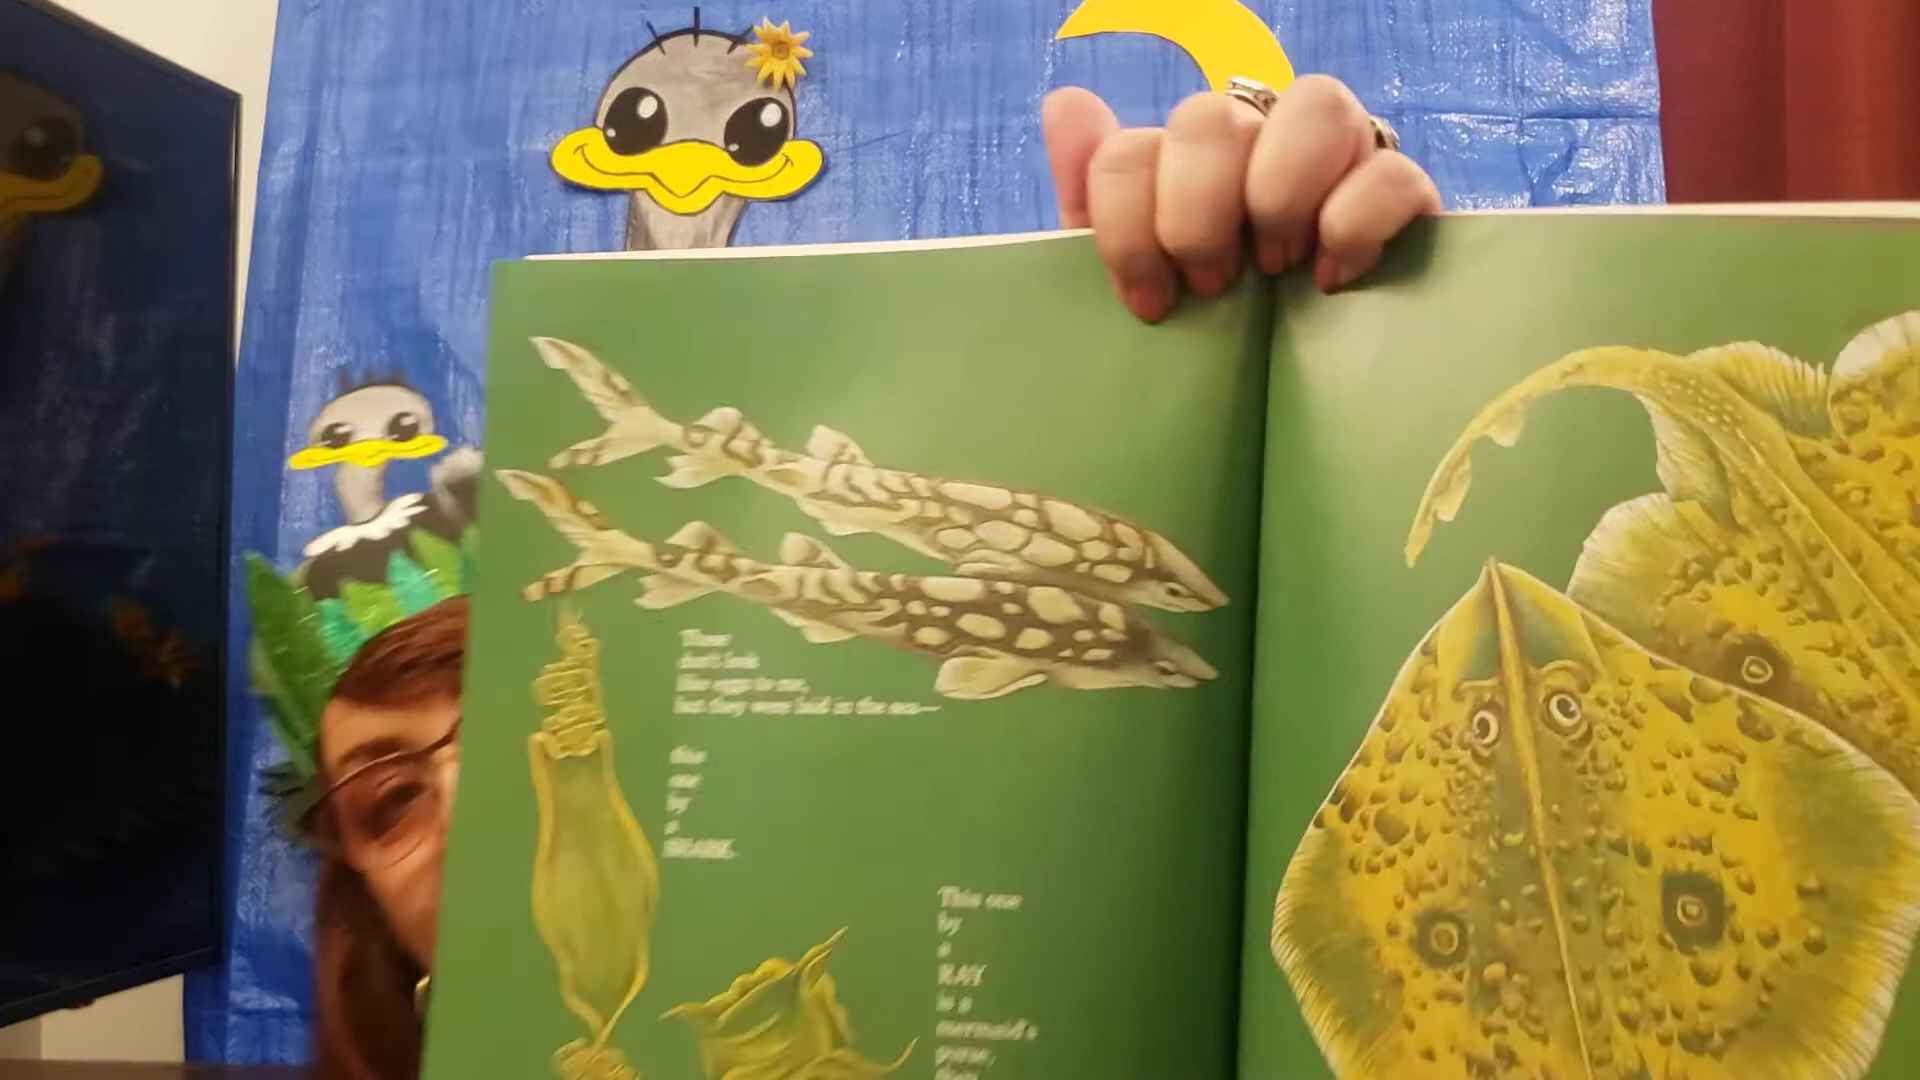 These
don't look
like eggs to me,
but they were laid in the sea—
this
one
by
a
SHARK.
This one
by
a
RAY
is a
mermaid's
purse,